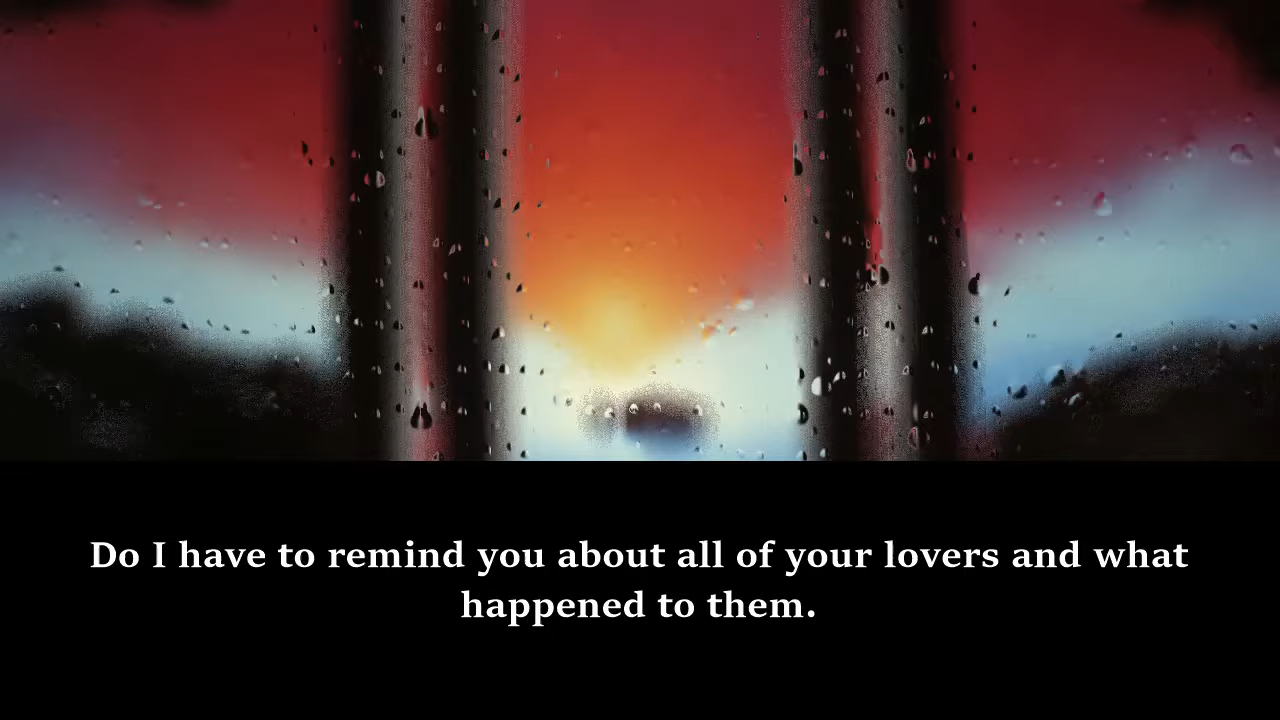 Do I have to remind you about all of your lovers and what
happened to them.